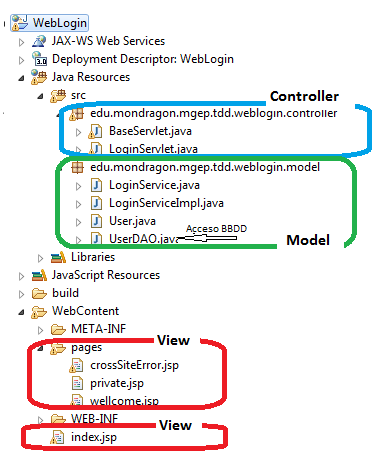 WebLogin
JAX-WS Web Services
Deployment Descriptor: WebLogin
Java Resources
src
Controller
edu.mondragon.mgep.tdd.weblogin.controller
BaseServlet.java
LoginServlet.java
edu.mondragon.mgep.tdd.weblogin.model
LoginService.java
LoginServiceImpl.java
User.java
Acceso BBDD
UserDAO.java
Model
Libraries
JavaScript Resources
build
WebContent
META-INF
View
pages
crossSiteError.jsp
private.jsp
wellcome.jsp
WEB-INF
View
index.jsp